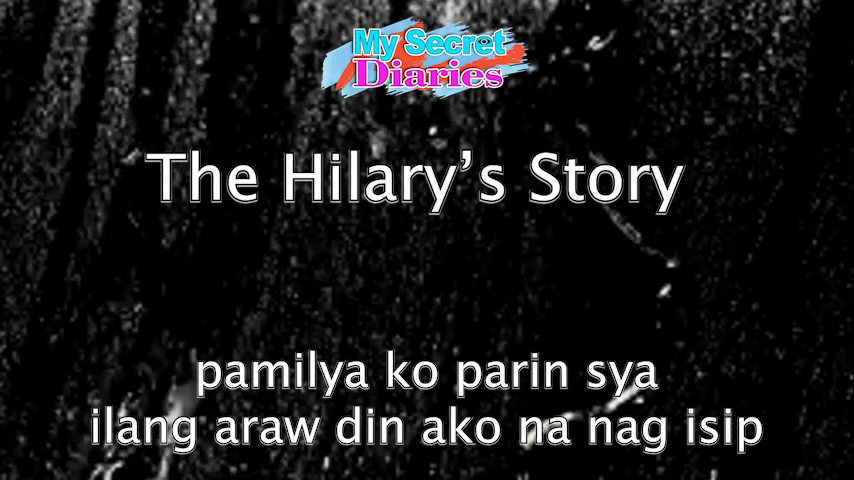 My Secret
Diaries
The Hilary’s Story
pamilya ko parin sya
ilang araw din ako na nag isip